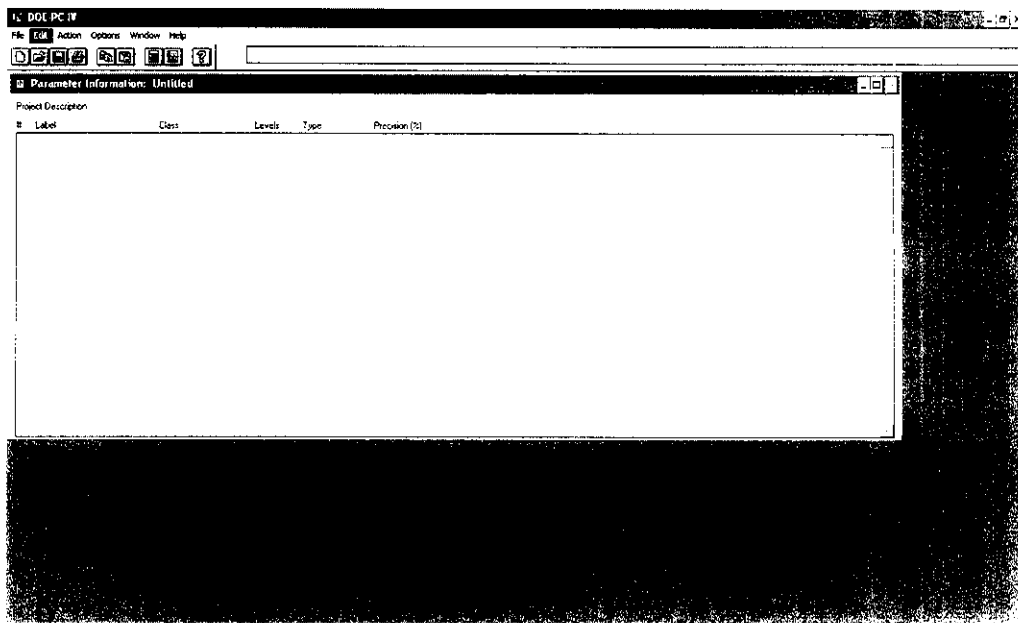 DOE-PC IV
File Edit Action Options Window Help
Parameter Information: Untitled
Project Description
# Label Class Levels Type Precision (%)